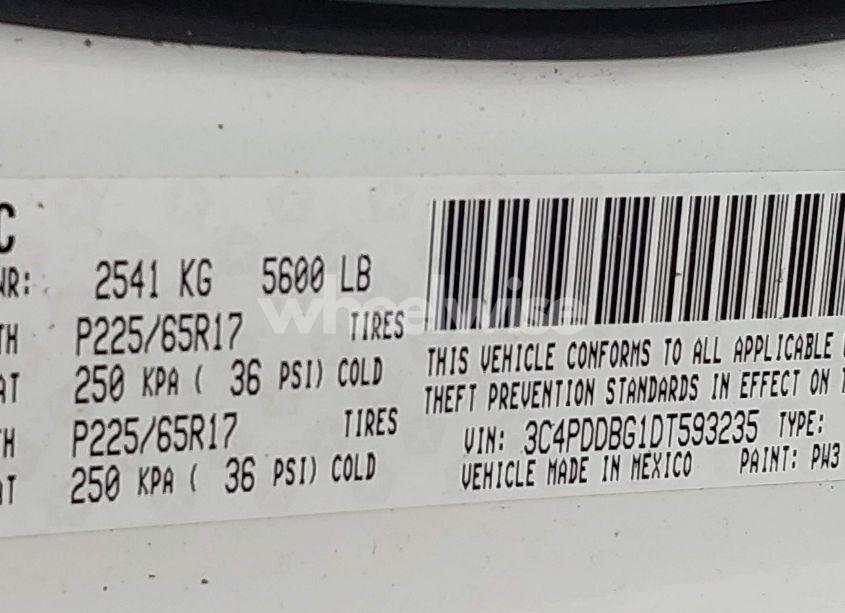 C
WR: 2541 KG 5600 LB
TH P225/65R17 TIRES
AT 250 KPA ( 36 PSI) COLD
TH P225/65R17 TIRES
AT 250 KPA ( 36 PSI) COLD
THIS VEHICLE CONFORMS TO ALL APPLICABLE
THEFT PREVENTION STANDARDS IN EFFECT ON T
VIN: 3C4PDDBG1DT593235 TYPE:
VEHICLE MADE IN MEXICO PAINT: PW3
wheelwise